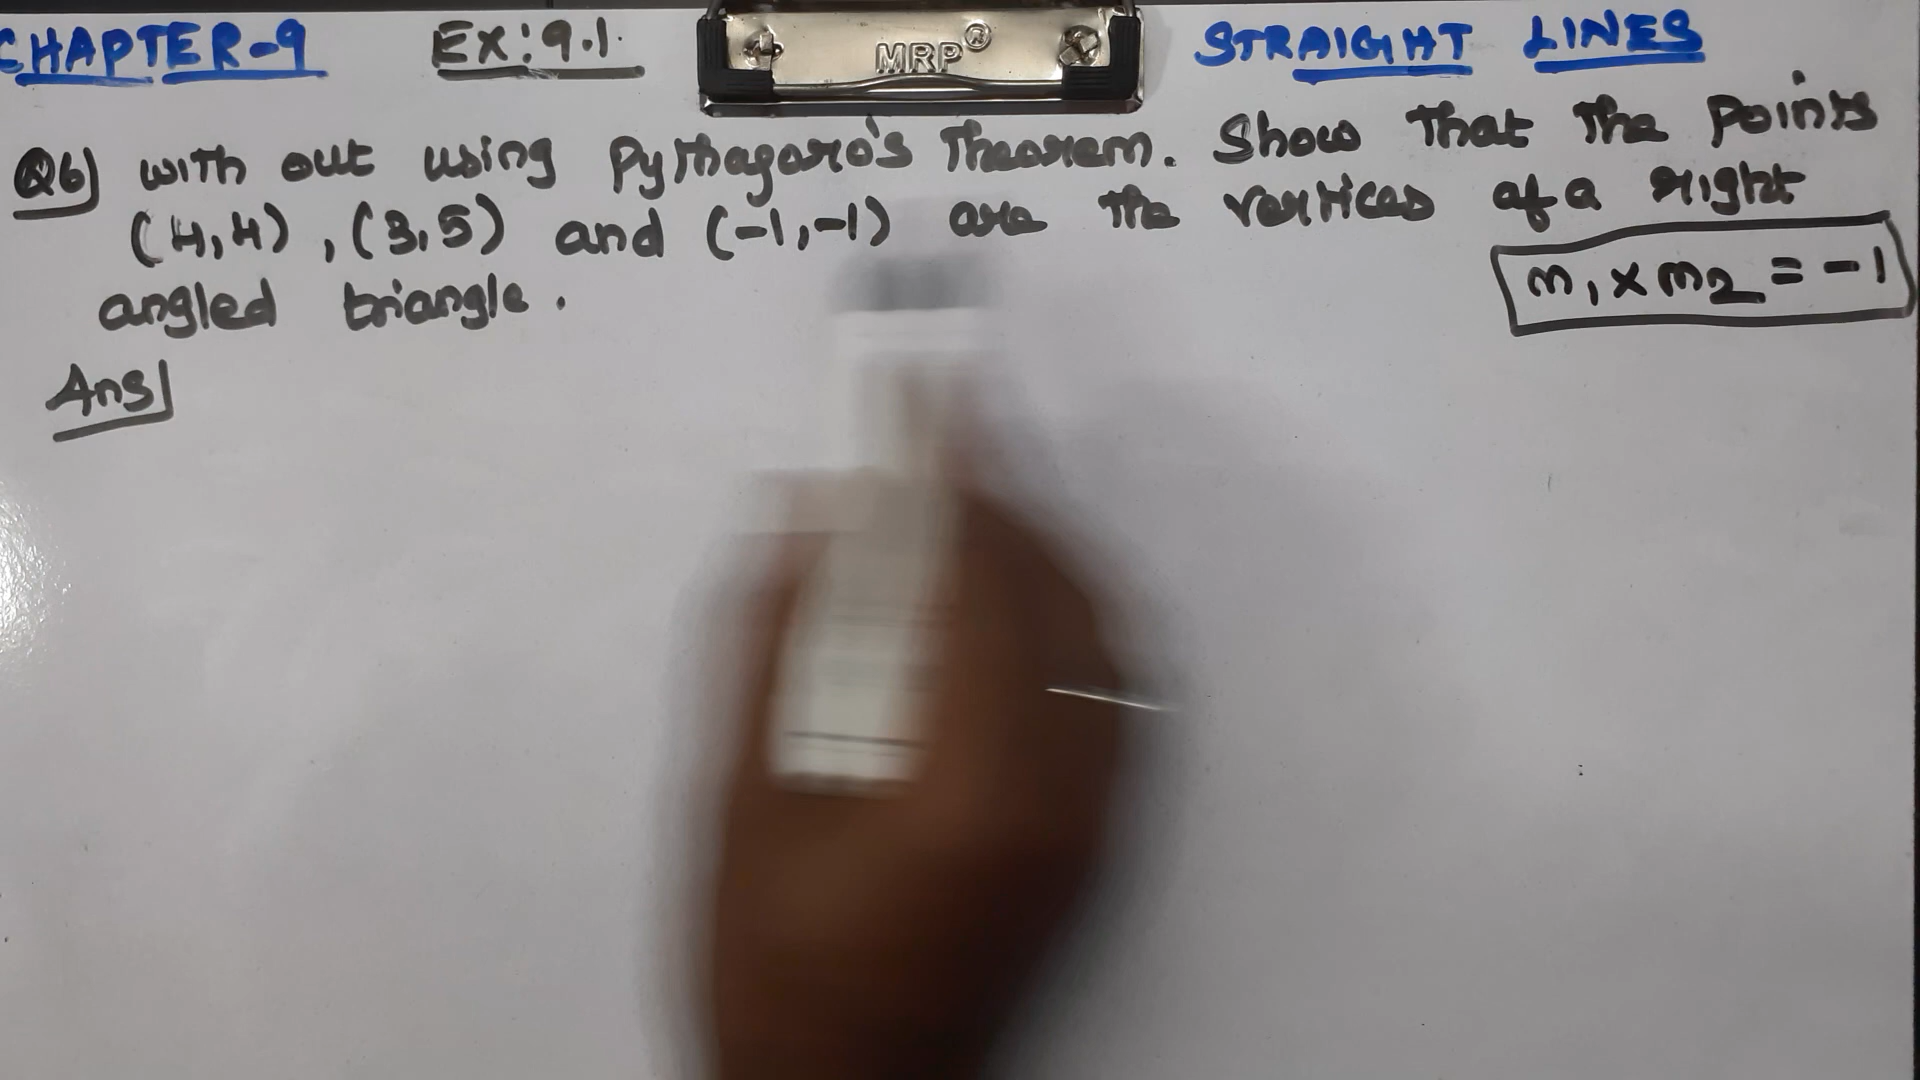 CHAPTER-9 EX:9.1. MRP® STRAIGHT LINES
Q6) with out using Pythagoro's Theorem. Show that the points
(4,4), (3,5) and (-1,-1) are the vertices of a right
angled triangle.
m1 x m2 = -1
Ans